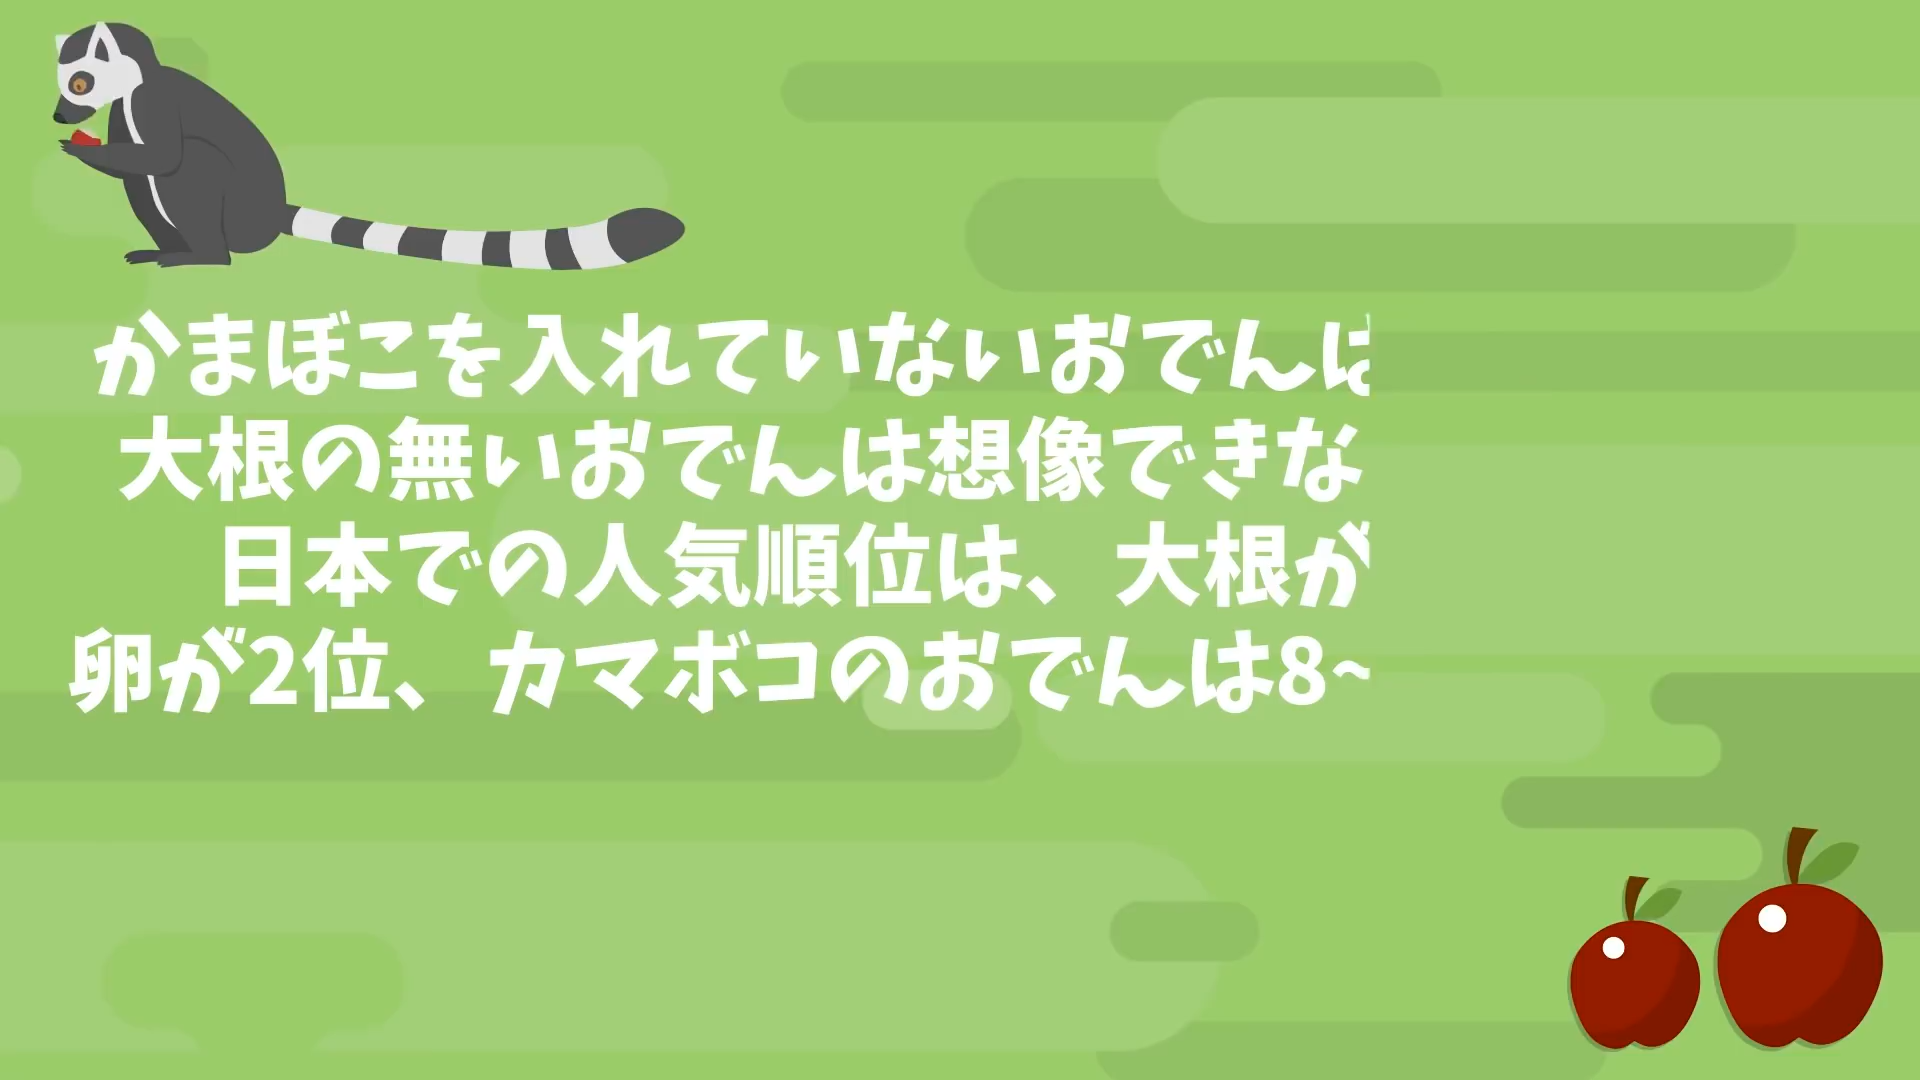 かまぼこを入れていないおでんは
大根の無いおでんは想像できな
日本での人気順位は、大根が
卵が2位、カマボコのおでんは8~